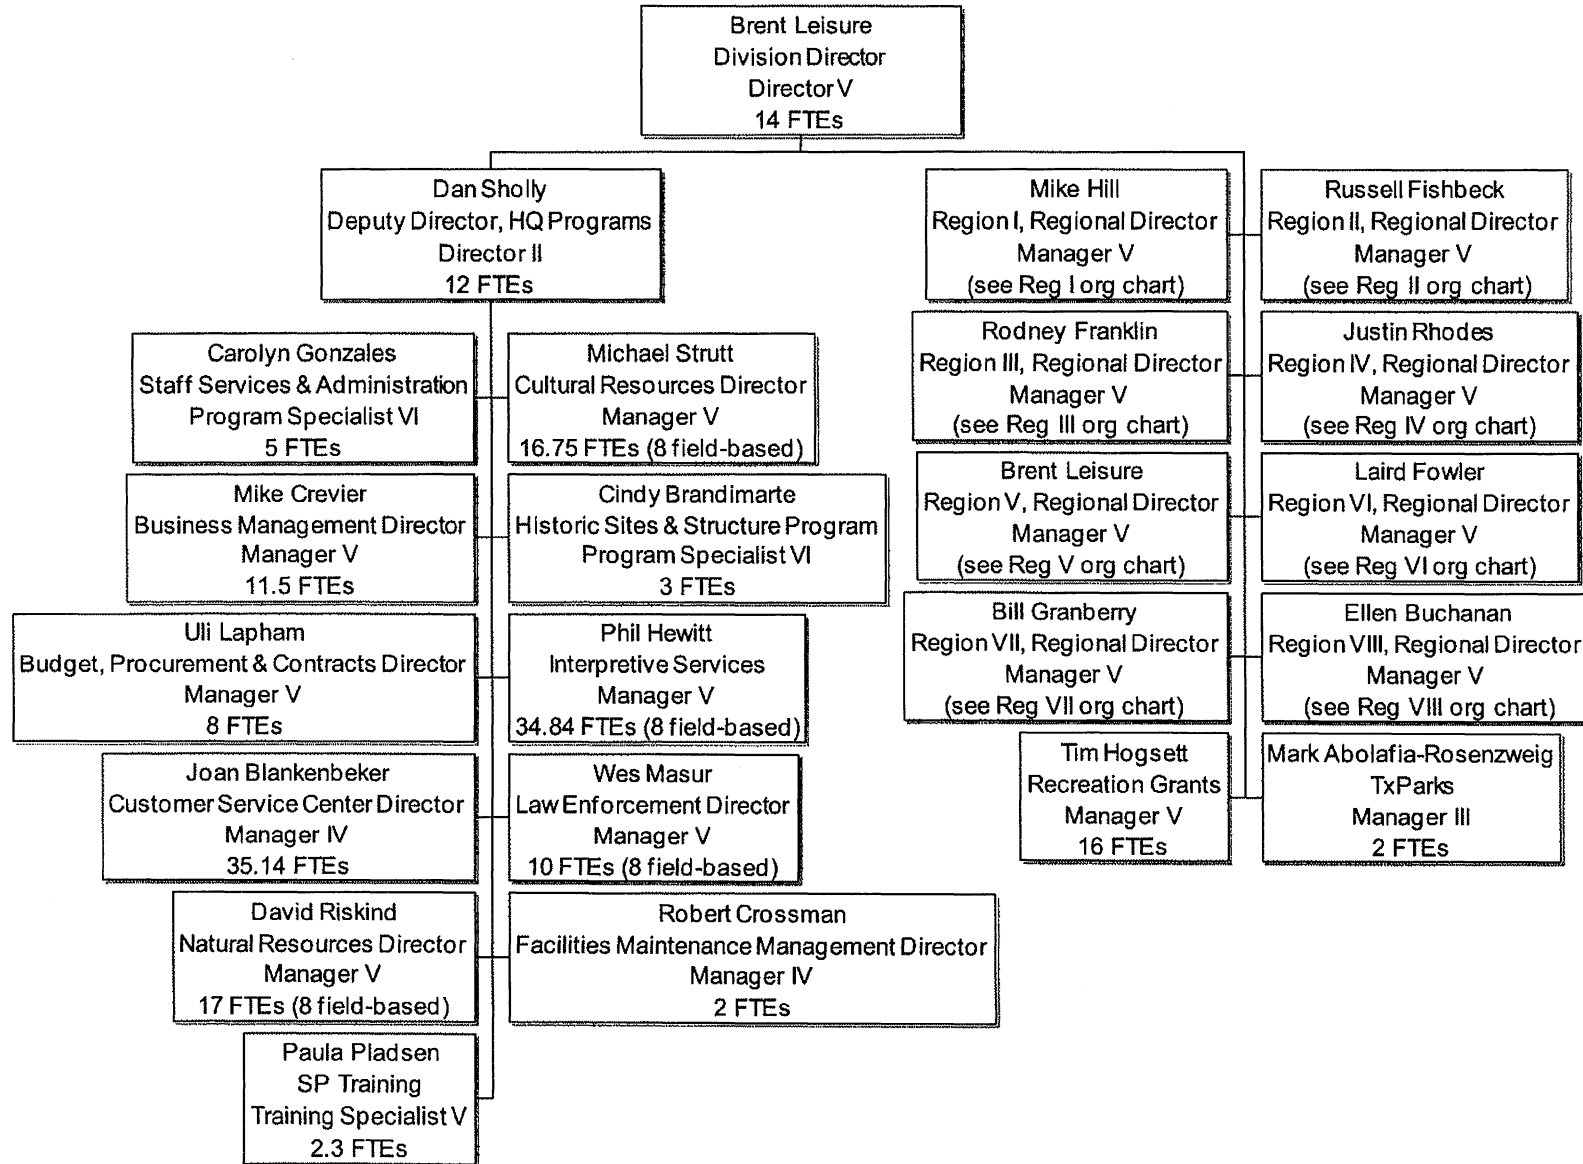 Brent Leisure
Division Director
Director V
14 FTEs
Dan Sholly
Deputy Director, HQ Programs
Director II
12 FTEs
Carolyn Gonzales
Staff Services & Administration
Program Specialist VI
5 FTEs
Michael Strutt
Cultural Resources Director
Manager V
16.75 FTEs (8 field-based)
Mike Crevier
Business Management Director
Manager V
11.5 FTEs
Cindy Brandimarte
Historic Sites & Structure Program
Program Specialist VI
3 FTEs
Uli Lapham
Budget, Procurement & Contracts Director
Manager V
8 FTEs
Phil Hewitt
Interpretive Services
Manager V
34.84 FTEs (8 field-based)
Joan Blankenbeker
Customer Service Center Director
Manager IV
35.14 FTEs
Wes Masur
Law Enforcement Director
Manager V
10 FTEs (8 field-based)
David Riskind
Natural Resources Director
Manager V
17 FTEs (8 field-based)
Robert Crossman
Facilities Maintenance Management Director
Manager IV
2 FTEs
Paula Pladsen
SP Training
Training Specialist V
2.3 FTEs
Mike Hill
Region I, Regional Director
Manager V
(see Reg I org chart)
Russell Fishbeck
Region II, Regional Director
Manager V
(see Reg II org chart)
Rodney Franklin
Region III, Regional Director
Manager V
(see Reg III org chart)
Justin Rhodes
Region IV, Regional Director
Manager V
(see Reg IV org chart)
Brent Leisure
Region V, Regional Director
Manager V
(see Reg V org chart)
Laird Fowler
Region VI, Regional Director
Manager V
(see Reg VI org chart)
Bill Granberry
Region VII, Regional Director
Manager V
(see Reg VII org chart)
Ellen Buchanan
Region VIII, Regional Director
Manager V
(see Reg VIII org chart)
Tim Hogsett
Recreation Grants
Manager V
16 FTEs
Mark Abolafia-Rosenzweig
TxParks
Manager III
2 FTEs